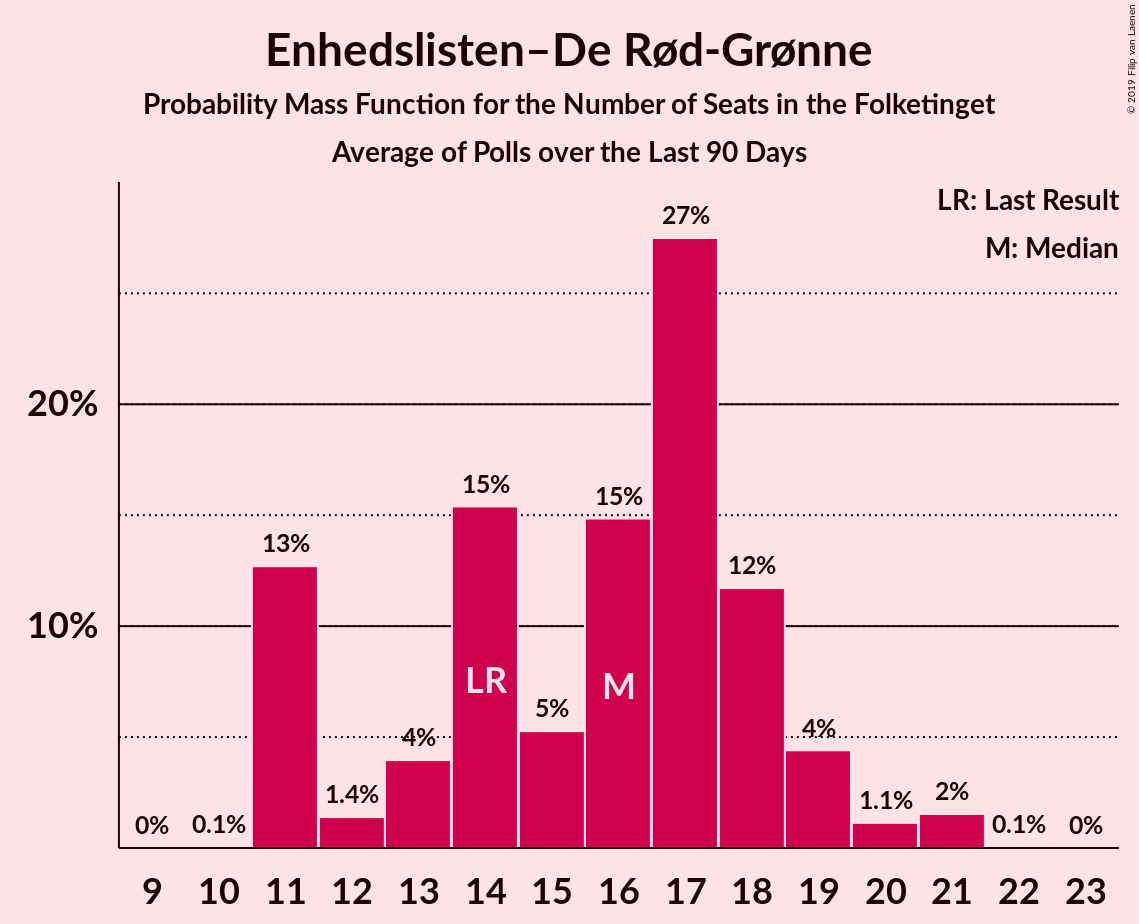 Enhedslisten–De Rød-Grønne
Probability Mass Function for the Number of Seats in the Folketinget
Average of Polls over the Last 90 Days
© 2019 Filip van Laenen
LR: Last Result
M: Median
20%
10%
0%
0.1%
13%
1.4%
4%
15%
5%
15%
27%
12%
4%
1.1%
2%
0.1%
0%
LR
M
9 10 11 12 13 14 15 16 17 18 19 20 21 22 23